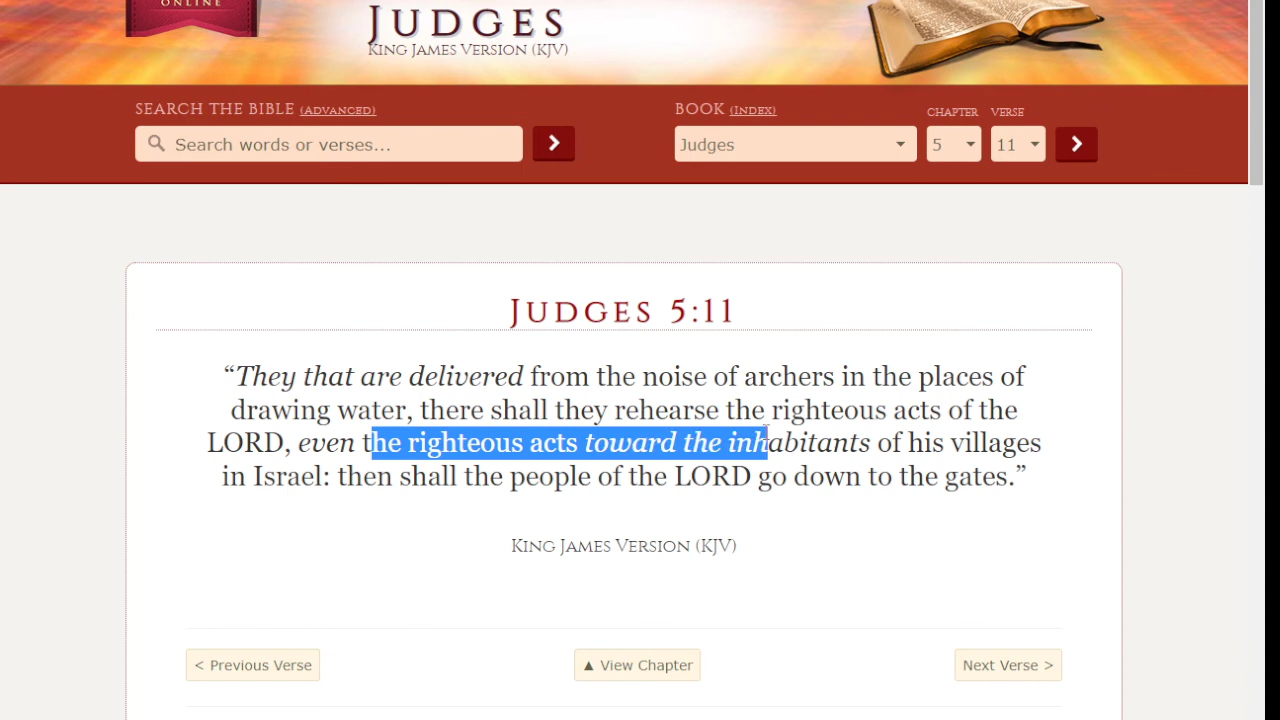 ONLINE
JUDGES
KING JAMES VERSION (KJV)
SEARCH THE BIBLE (ADVANCED)
BOOK (INDEX)
CHAPTER
VERSE
Search words or verses...
Judges
5
11
JUDGES 5:11
“They that are delivered from the noise of archers in the places of
drawing water, there shall they rehearse the righteous acts of the
LORD, even the righteous acts toward the inhabitants of his villages
in Israel: then shall the people of the LORD go down to the gates.”
KING JAMES VERSION (KJV)
< Previous Verse
▲ View Chapter
Next Verse >